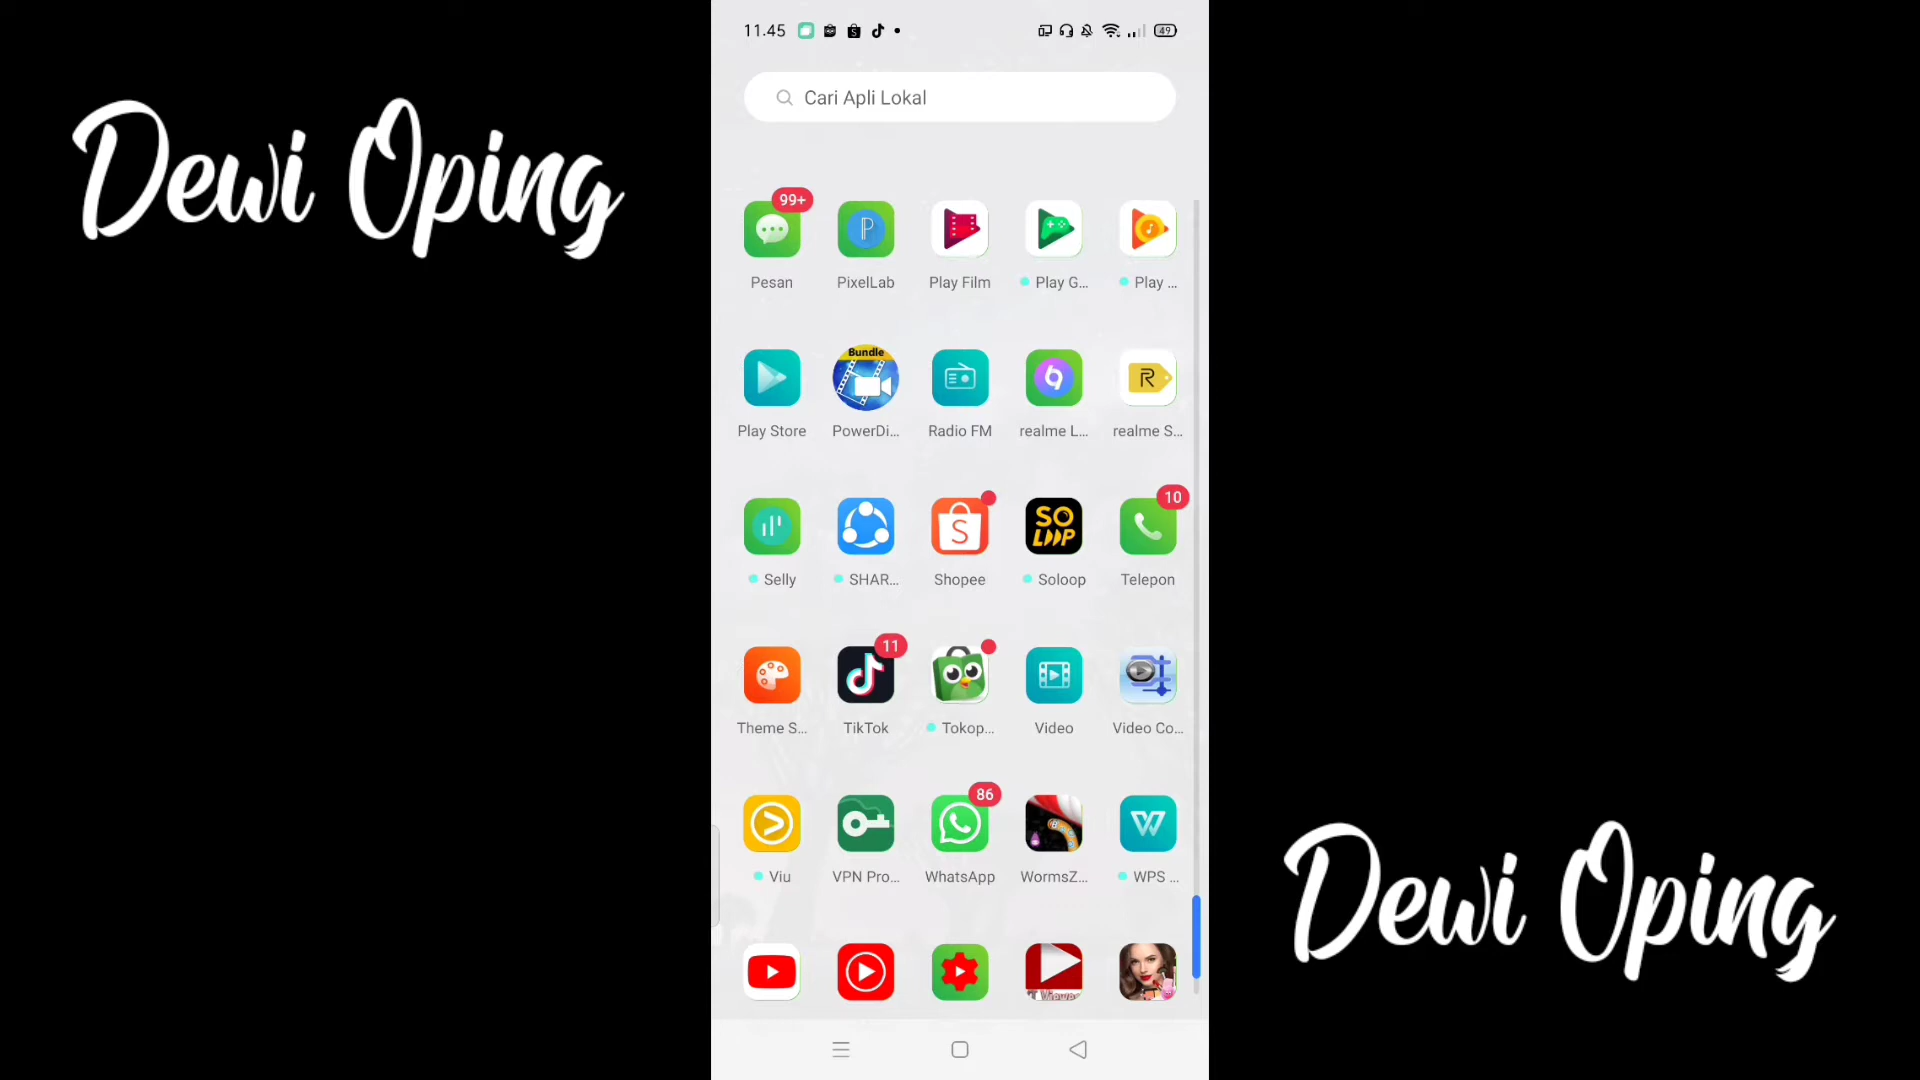 11.45
49
Cari Apli Lokal
Dewi Oping
99+
P
Pesan
PixelLab
Play Film
Play G...
Play ...
Bundle
R
Play Store
PowerDi...
Radio FM
realme L...
realme S...
S
SO
LOOP
10
Selly
SHAR...
Shopee
Soloop
Telepon
11
Theme S...
TikTok
Tokop...
Video
Video Co...
86
W
Viu
VPN Pro...
WhatsApp
WormsZ...
WPS ...
Dewi Oping